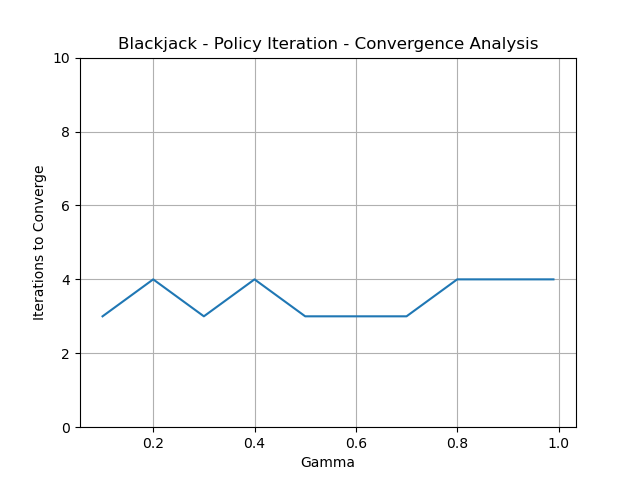 Blackjack - Policy Iteration - Convergence Analysis
10
8
6
4
2
0
Iterations to Converge
0.2 0.4 0.6 0.8 1.0
Gamma